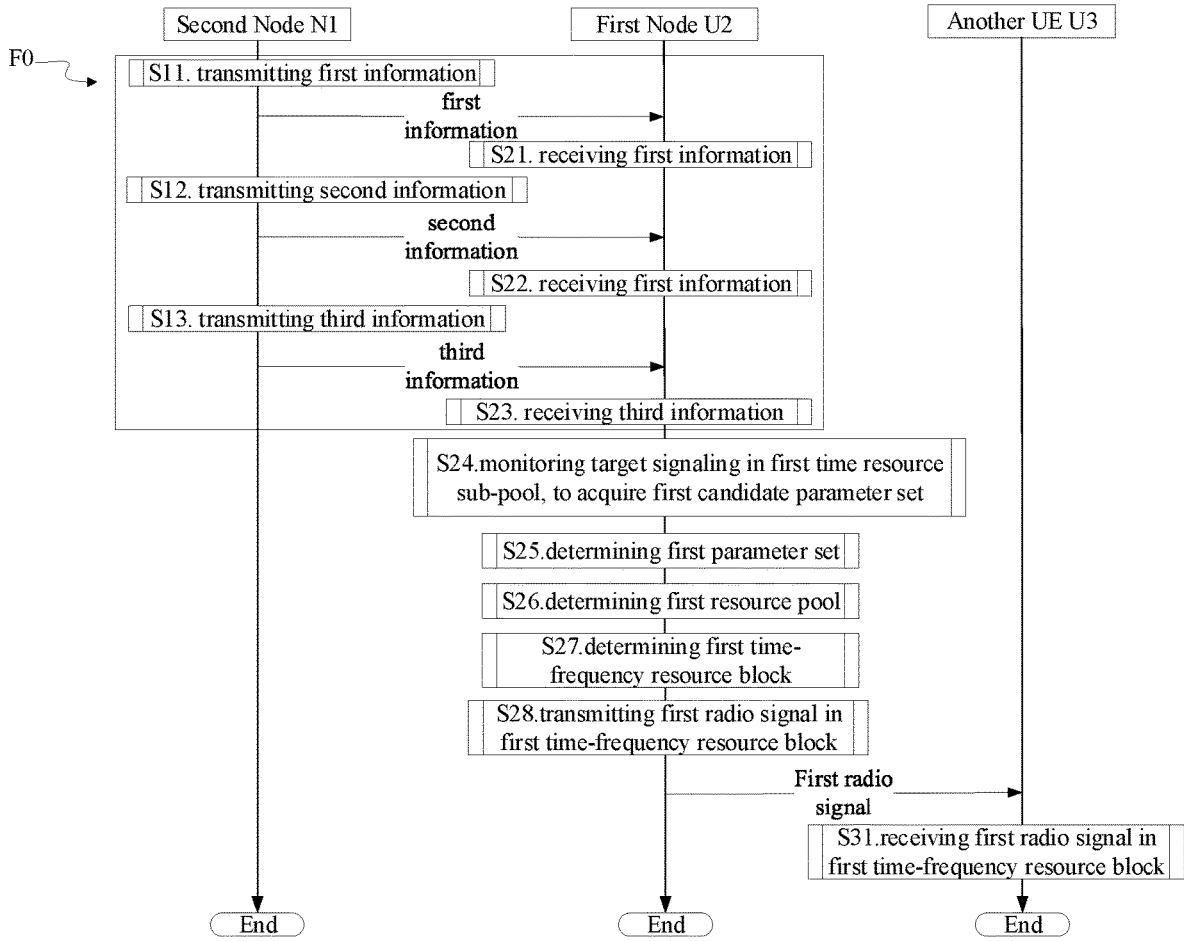 Second Node N1
First Node U2
Another UE U3
F0
S11. transmitting first information
first
information
S21. receiving first information
S12. transmitting second information
second
information
S22. receiving first information
S13. transmitting third information
third
information
S23. receiving third information
S24.monitoring target signaling in first time resource
sub-pool, to acquire first candidate parameter set
S25.determining first parameter set
S26.determining first resource pool
S27.determining first time-
frequency resource block
S28.transmitting first radio signal in
first time-frequency resource block
First radio
signal
S31.receiving first radio signal in
first time-frequency resource block
End
End
End